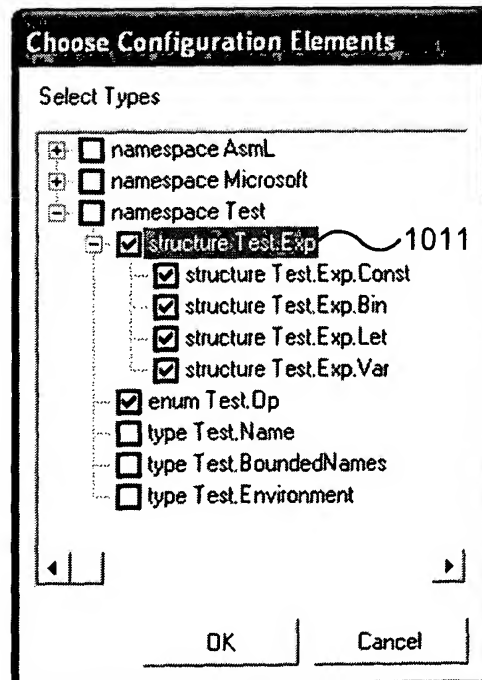 Choose Configuration Elements
Select Types
namespace AsmL
namespace Microsoft
namespace Test
structure Test.Exp 1011
structure Test.Exp.Const
structure Test.Exp.Bin
structure Test.Exp.Let
structure Test.Exp.Var
enum Test.Op
type Test.Name
type Test.BoundedNames
type Test.Environment
OK Cancel